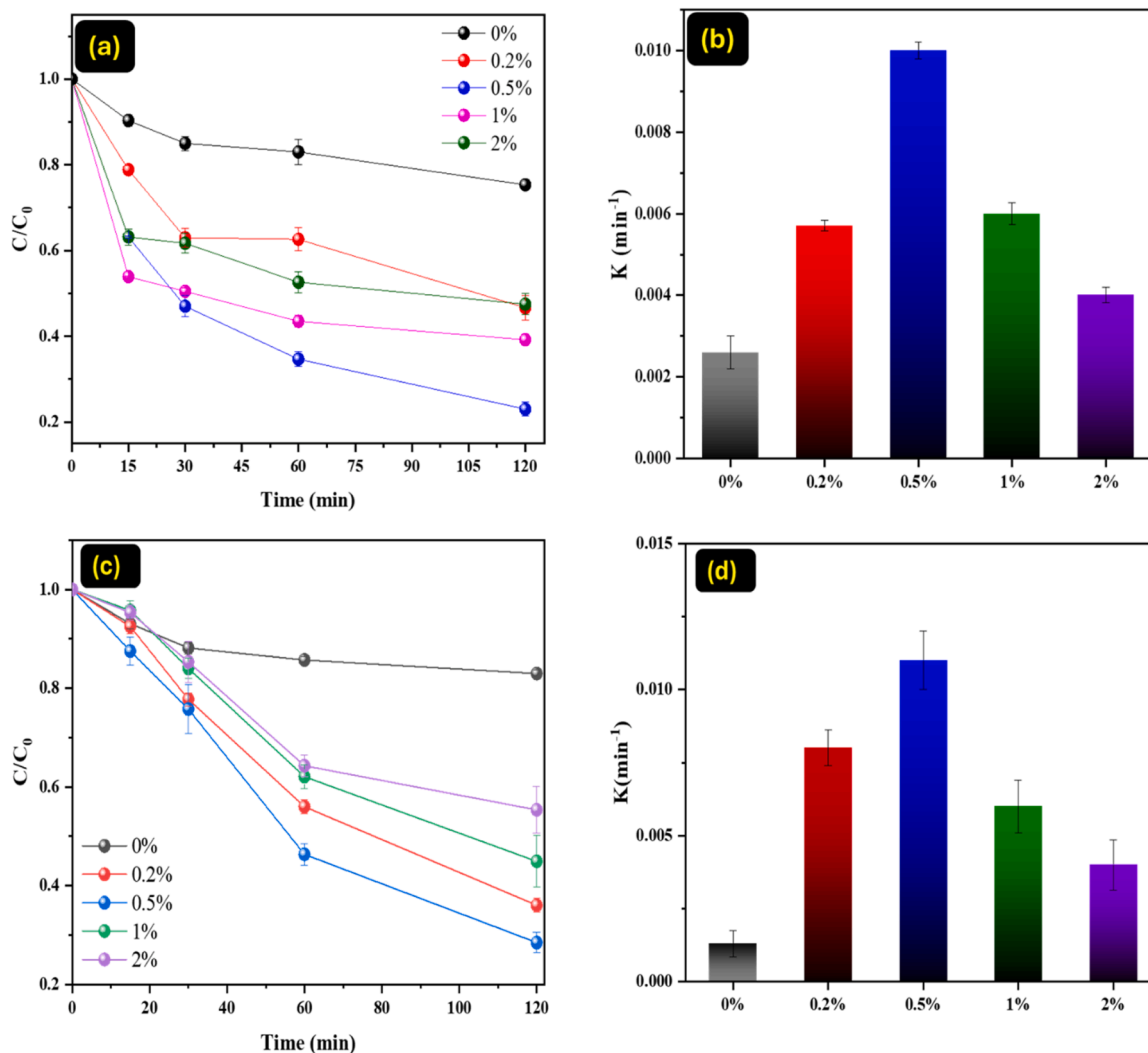 (a)
0%
0.2%
0.5%
1%
2%
1.0
0.8
0.6
0.4
0.2
C/C₀
0 15 30 45 60 75 90 105 120
Time (min)
(b)
0.010
0.008
0.006
0.004
0.002
0.000
K (min⁻¹)
0% 0.2% 0.5% 1% 2%
(c)
1.0
0.8
0.6
0.4
0.2
C/C₀
0%
0.2%
0.5%
1%
2%
0 20 40 60 80 100 120
Time (min)
(d)
0.015
0.010
0.005
0.000
K(min⁻¹)
0% 0.2% 0.5% 1% 2%